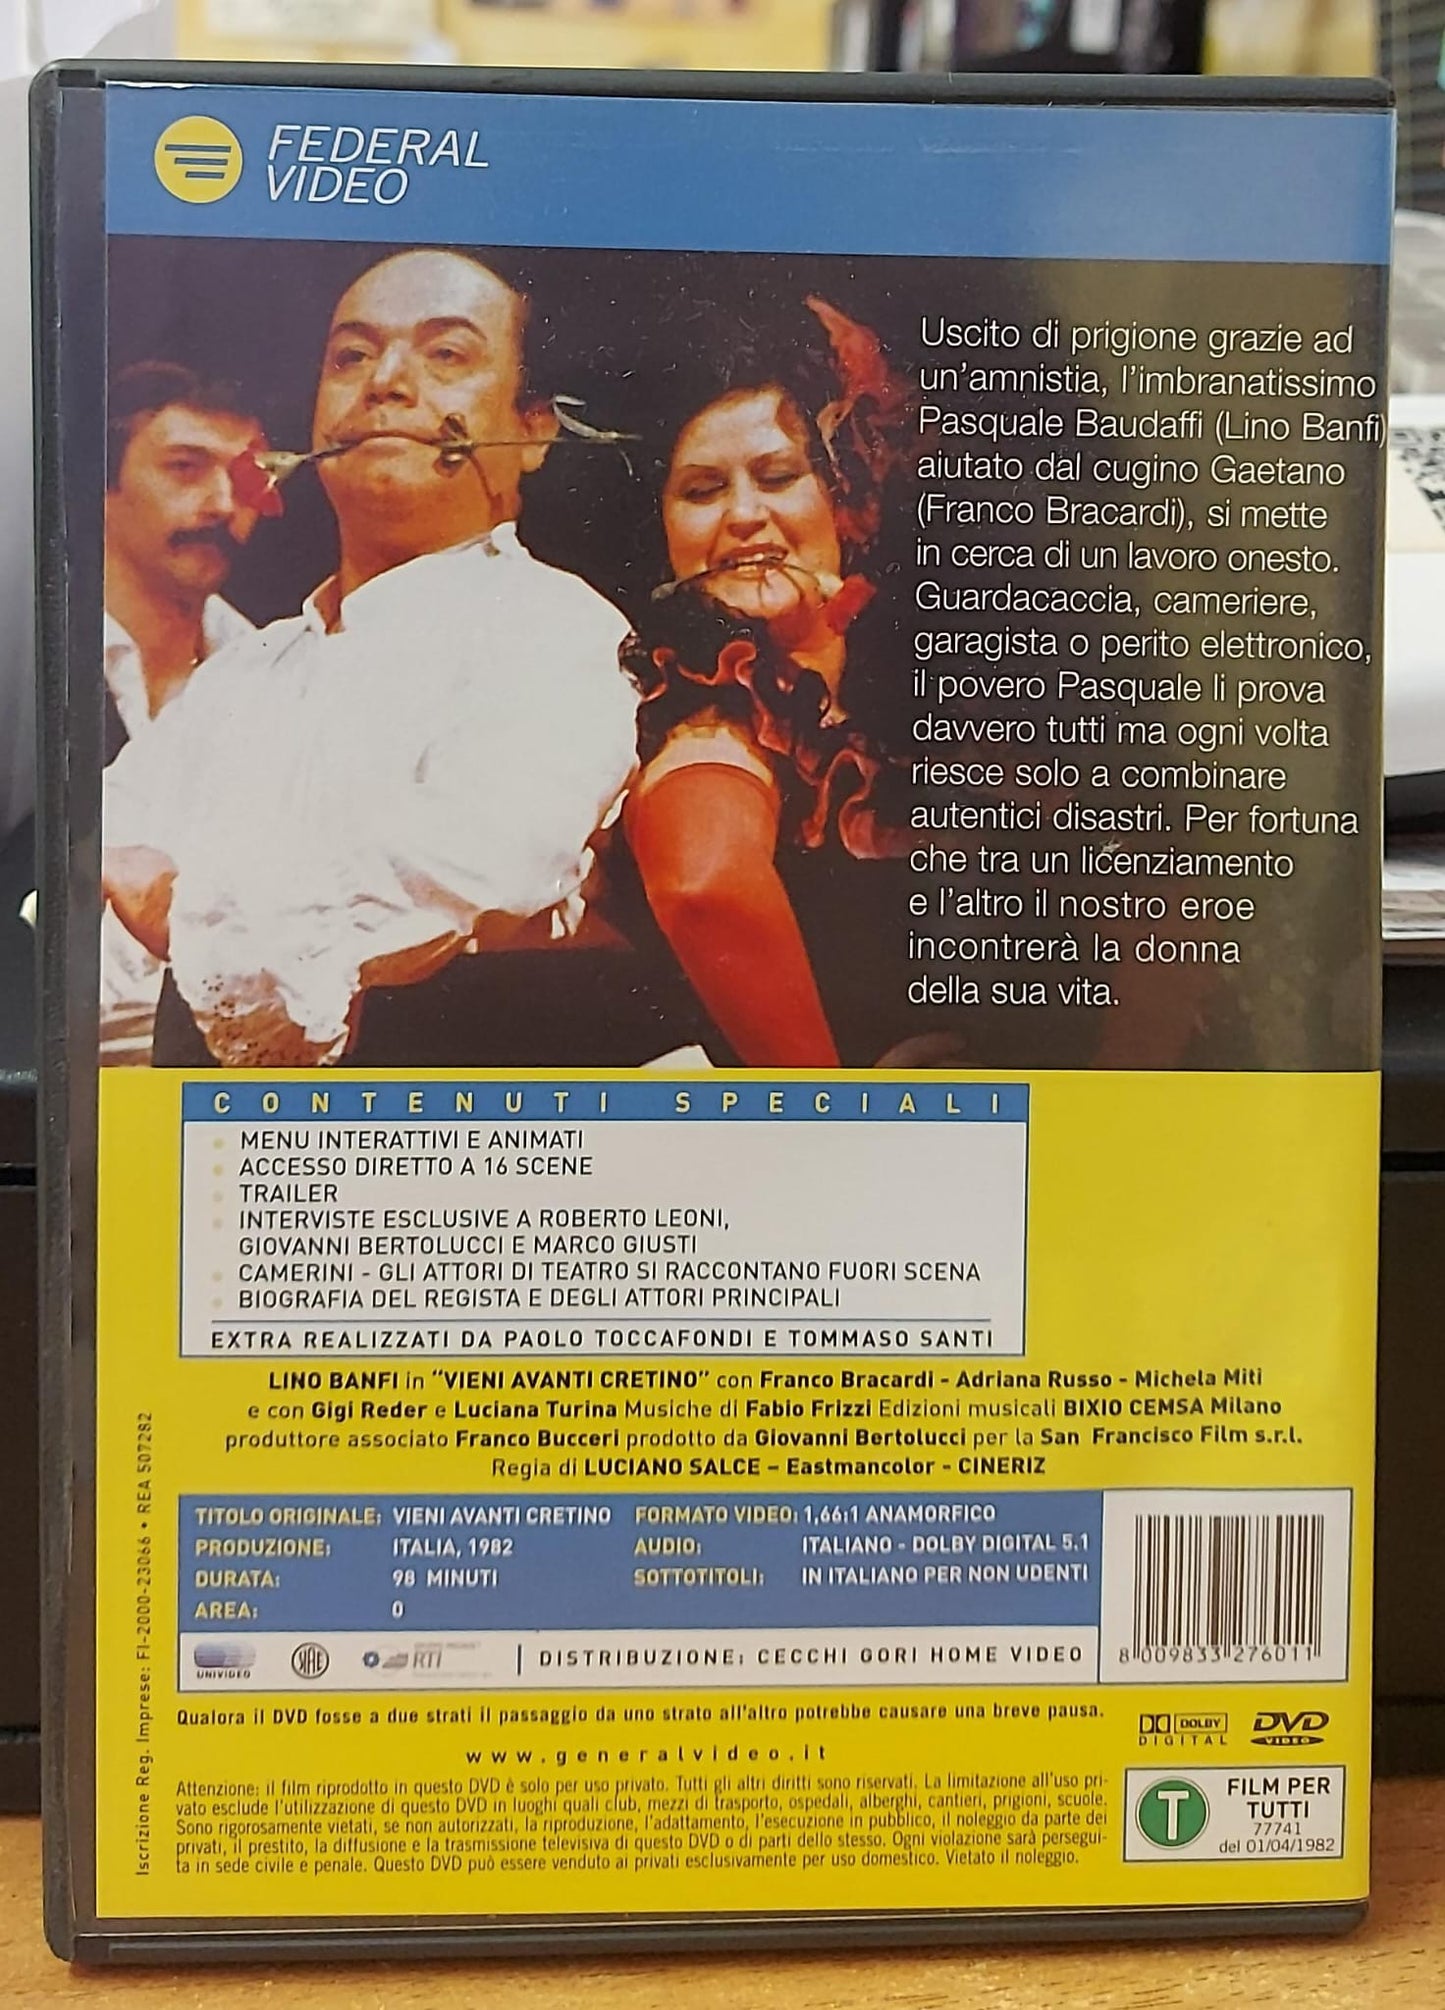 FEDERAL
VIDEO
Uscito di prigione grazie ad
un'amnistia, l'imbranatissimo
Pasquale Baudaffi (Lino Banfi)
aiutato dal cugino Gaetano
(Franco Bracardi), si mette
in cerca di un lavoro onesto.
Guardacaccia, cameriere,
garagista o perito elettronico,
il povero Pasquale li prova
davvero tutti ma ogni volta
riesce solo a combinare
autentici disastri. Per fortuna
che tra un licenziamento
e l'altro il nostro eroe
incontrerà la donna
della sua vita.
CONTENUTI SPECIALI
MENU INTERATTIVI E ANIMATI
ACCESSO DIRETTO A 16 SCENE
TRAILER
INTERVISTE ESCLUSIVE A ROBERTO LEONI,
GIOVANNI BERTOLUCCI E MARCO GIUSTI
CAMERINI - GLI ATTORI DI TEATRO SI RACCONTANO FUORI SCENA
BIOGRAFIA DEL REGISTA E DEGLI ATTORI PRINCIPALI
EXTRA REALIZZATI DA PAOLO TOCCAFONDI E TOMMASO SANTI
LINO BANFI in "VIENI AVANTI CRETINO" con Franco Bracardi - Adriana Russo - Michela Miti
e con Gigi Reder e Luciana Turina Musiche di Fabio Frizzi Edizioni musicali BIXIO CEMSA Milano
produttore associato Franco Bucceri prodotto da Giovanni Bertolucci per la San Francisco Film s.r.l.
Regia di LUCIANO SALCE - Eastmancolor - CINERIZ
TITOLO ORIGINALE: VIENI AVANTI CRETINO
PRODUZIONE: ITALIA, 1982
DURATA: 98 MINUTI
AREA: 0
FORMATO VIDEO: 1,66:1 ANAMORFICO
AUDIO: ITALIANO - DOLBY DIGITAL 5.1
SOTTOTITOLI: IN ITALIANO PER NON UDENTI
8 009833 276011
UNIVIDEO
RTI
DISTRIBUZIONE: CECCHI GORI HOME VIDEO
Qualora il DVD fosse a due strati il passaggio da uno strato all'altro potrebbe causare una breve pausa.
www.generalvideo.it
Attenzione: il film riprodotto in questo DVD è solo per uso privato. Tutti gli altri diritti sono riservati. La limitazione all'uso pri-
vato esclude l'utilizzazione di questo DVD in luoghi quali club, mezzi di trasporto, ospedali, alberghi, cantieri, prigioni, scuole.
Sono rigorosamente vietati, se non autorizzati, la riproduzione, l'adattamento, l'esecuzione in pubblico, il noleggio da parte dei
privati, il prestito, la diffusione e la trasmissione televisiva di questo DVD o di parti dello stesso. Ogni violazione sarà persegui-
ta in sede civile e penale. Questo DVD può essere venduto ai privati esclusivamente per uso domestico. Vietato il noleggio.
DOLBY
DIGITAL
DVD
VIDEO
T
FILM PER
TUTTI
77741
del 01/04/1982
Iscrizione Reg. Imprese: FI-2000-23066 • REA 507282